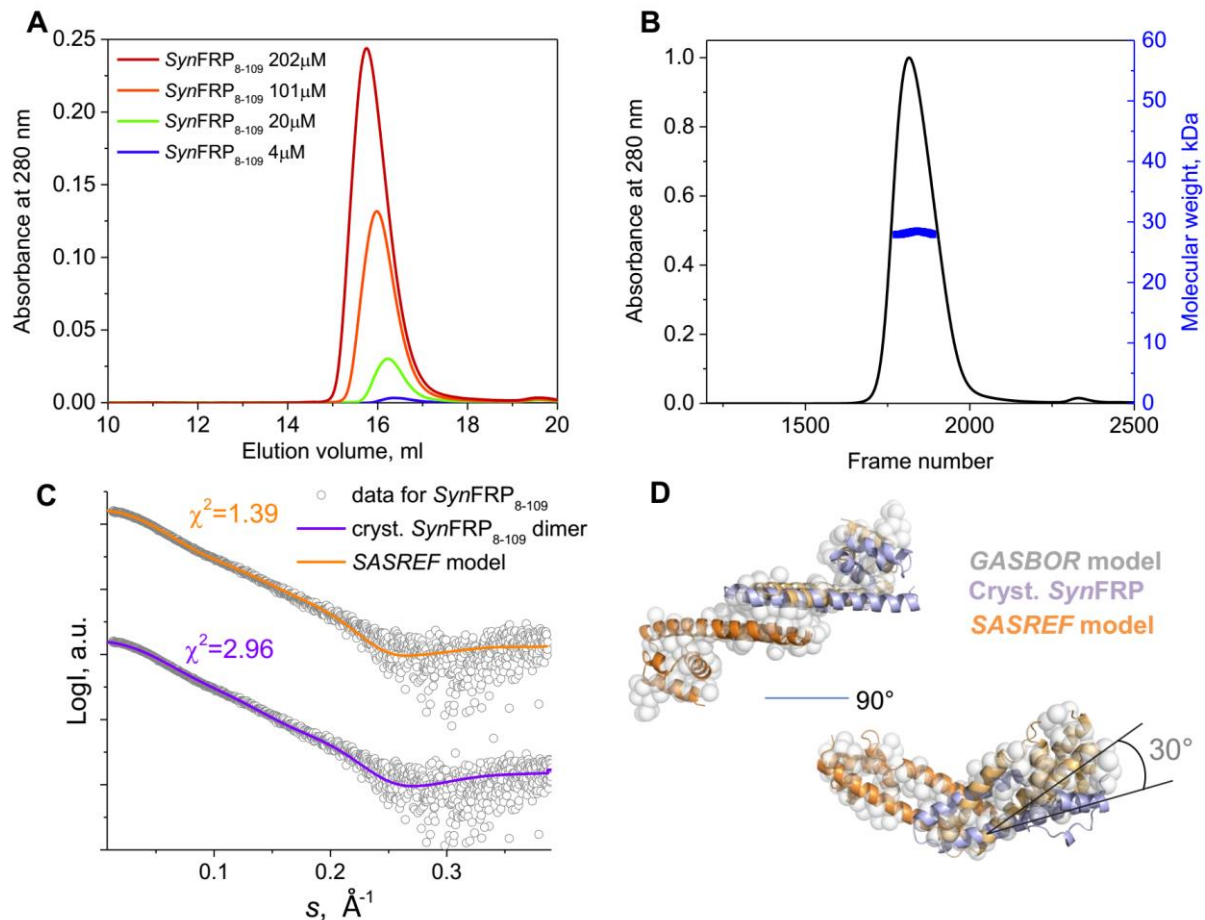 A
0.25
0.20
0.15
0.10
0.05
0.00
Absorbance at 280 nm
SynFRP8-109 202μM
SynFRP8-109 101μM
SynFRP8-109 20μM
SynFRP8-109 4μM
10 12 14 16 18 20
Elution volume, ml
B
1.0
0.8
0.6
0.4
0.2
0.0
Absorbance at 280 nm
60
50
40
30
20
10
0
Molecular weight, kDa
1500 2000 2500
Frame number
C
χ²=1.39
data for SynFRP8-109
cryst. SynFRP8-109 dimer
SASREF model
χ²=2.96
LogI, a.u.
0.1 0.2 0.3
s, Å-1
D
GASBOR model
Cryst. SynFRP
SASREF model
90°
30°